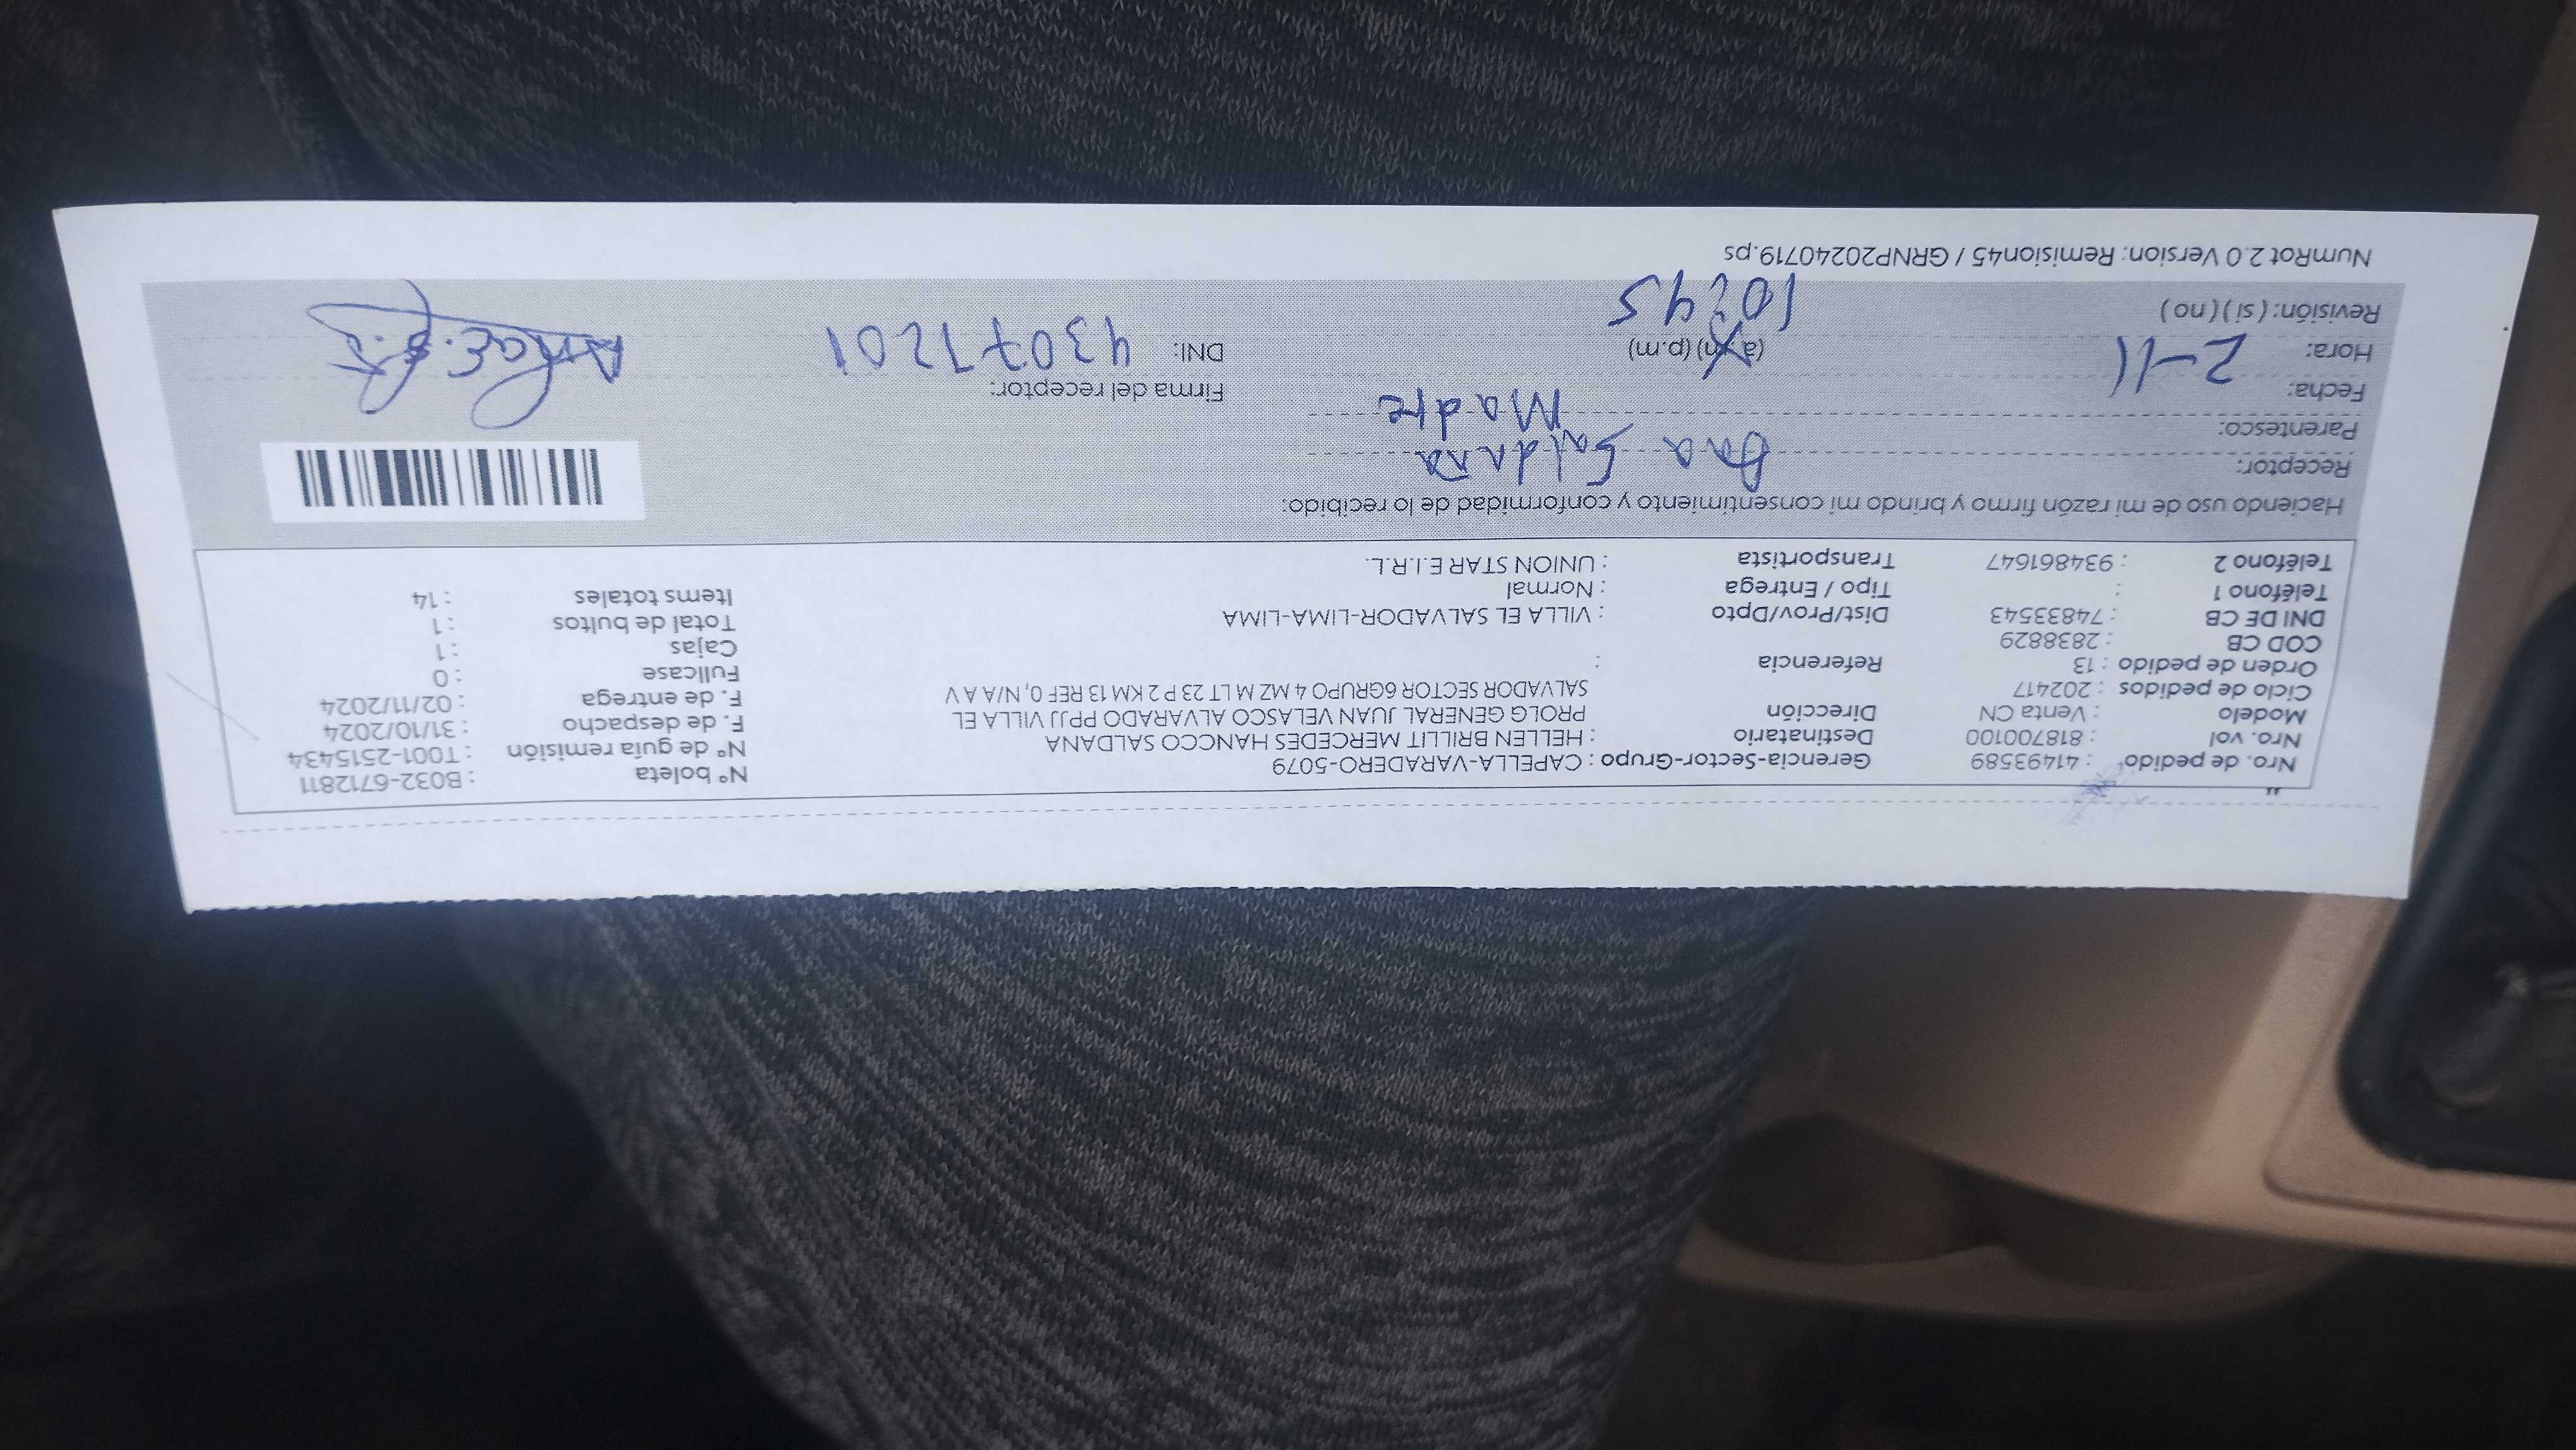 Nro. de pedido : 41493589 Gerencia-Sector-Grupo : CAPELLA-VARADERO-5079 N° boleta : B032-6712811
Nro. vol : 818700100 Destinatario : HELLEN BRILLIT MERCEDES HANCCO SALDANA N° de guía remisión : T001-2515434
Modelo : Venta CN Dirección PROLG GENERAL JUAN VELASCO ALVARADO PPJJ VILLA EL F. de despacho : 31/10/2024
Ciclo de pedidos : 202417 SALVADOR SECTOR 6GRUPO 4 MZ M LT 23 P 2 KM 13 REF 0, N/A A V F. de entrega : 02/11/2024
Orden de pedido : 13 Referencia : Fullcase : 0
COD CB : 2838829 Cajas : 1
DNI DE CB : 74833543 Dist/Prov/Dpto : VILLA EL SALVADOR-LIMA-LIMA Total de bultos : 1
Teléfono 1 : Tipo / Entrega : Normal Items totales : 14
Teléfono 2 : 934861647 Transportista : UNION STAR E.I.R.L.
Haciendo uso de mi razón firmo y brindo mi consentimiento y conformidad de lo recibido:
Receptor: Ana Saldaña
Parentesco: Madre
Fecha: 2-11 Firma del receptor:
Hora: (a.m) (p.m) 10:45 DNI: 43071201
Revisión: ( si ) ( no )
NumRot 2.0 Version: Remision45 / GRNP20240719.ps